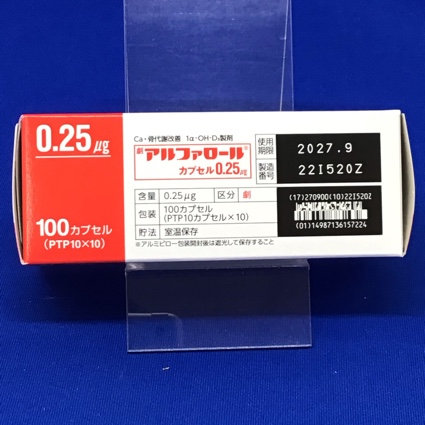 0.25μg
100カプセル
(PTP10×10)
Ca・骨代謝改善 1α-OH-D₃製剤
劇 アルファロール®
カプセル0.25μg
含量 0.25μg 区分 劇
包装 100カプセル
(PTP10カプセル×10)
貯法 室温保存
※アルミピロー包装開封後は遮光して保存すること
使用期限 2027.9
製造番号 22I520Z
(17)270900(10)22I520Z
(01)14987136157224